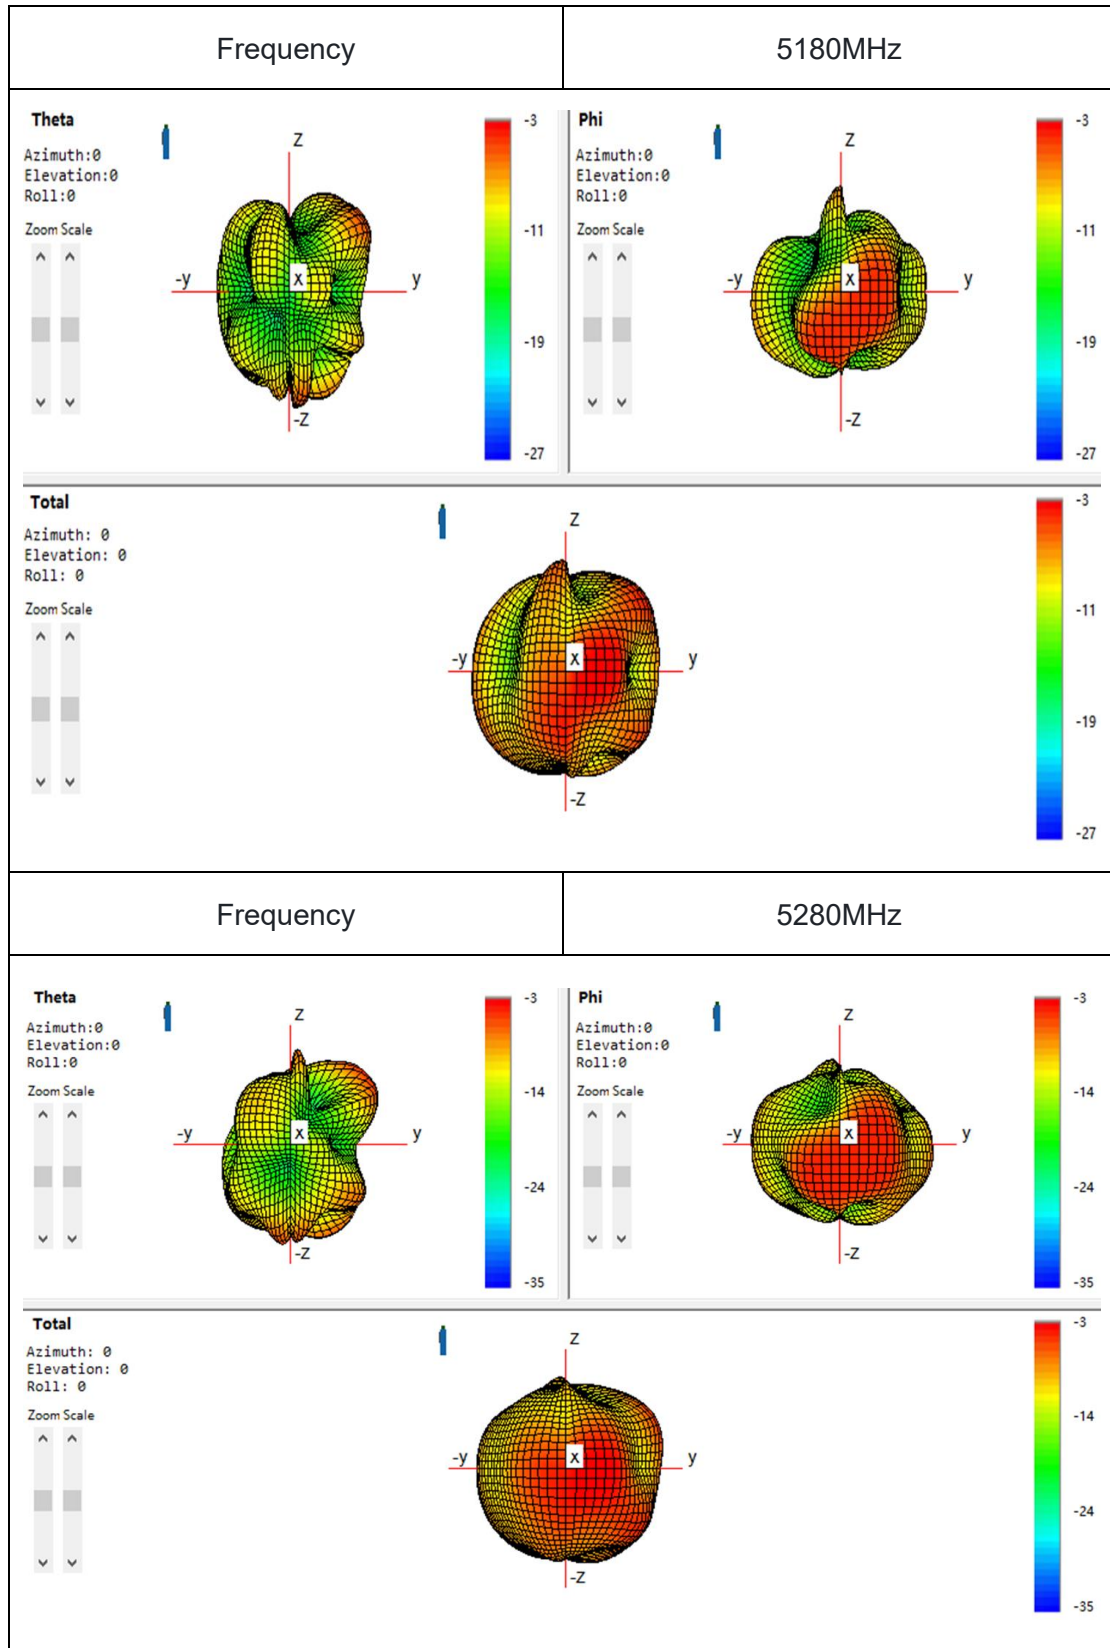 Frequency 5180MHz
Theta
Azimuth:0
Elevation:0
Roll:0
Zoom Scale
Z
-y
X
y
-Z
-3
-11
-19
-27
Phi
Azimuth:0
Elevation:0
Roll:0
Zoom Scale
Z
-y
X
y
-Z
-3
-11
-19
-27
Total
Azimuth: 0
Elevation: 0
Roll: 0
Zoom Scale
Z
-y
X
y
-Z
-3
-11
-19
-27
Frequency 5280MHz
Theta
Azimuth:0
Elevation:0
Roll:0
Zoom Scale
Z
-y
X
y
-Z
-3
-14
-24
-35
Phi
Azimuth:0
Elevation:0
Roll:0
Zoom Scale
Z
-y
X
y
-Z
-3
-14
-24
-35
Total
Azimuth: 0
Elevation: 0
Roll: 0
Zoom Scale
Z
-y
X
y
-Z
-3
-14
-24
-35